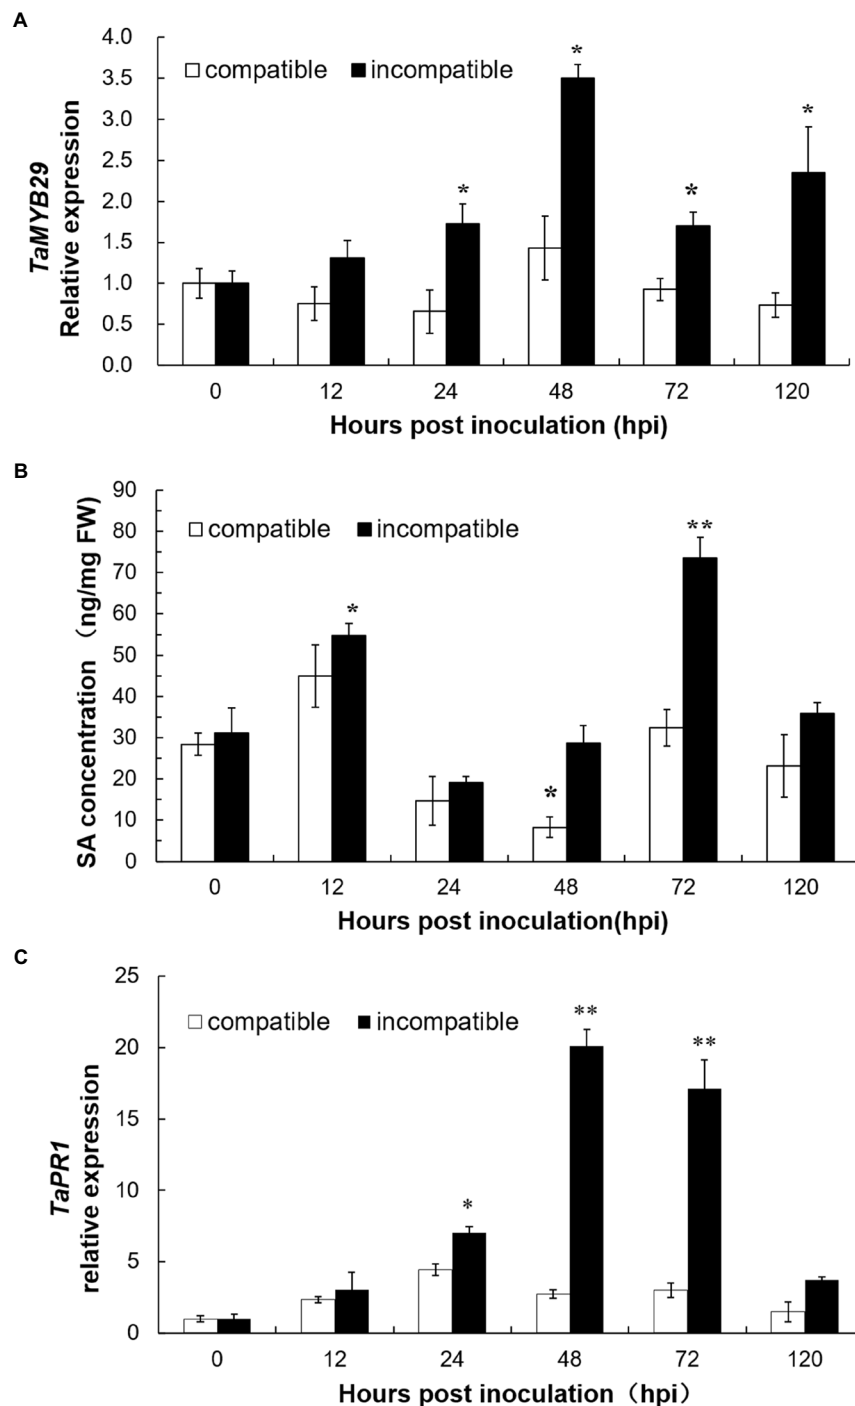 A
4.0
3.5
3.0
2.5
2.0
1.5
1.0
0.5
0.0
TaMYB29
Relative expression
compatible incompatible
*
*
*
*
0 12 24 48 72 120
Hours post inoculation (hpi)
B
90
80
70
60
50
40
30
20
10
0
SA concentration（ng/mg FW)
compatible incompatible
*
*
**
0 12 24 48 72 120
Hours post inoculation(hpi)
C
25
20
15
10
5
0
TaPR1
relative expression
compatible incompatible
*
**
**
0 12 24 48 72 120
Hours post inoculation（hpi）